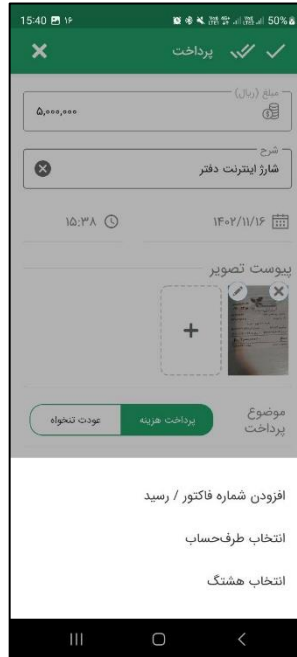 15:40 ۱۶ 50%
پرداخت
مبلغ (ریال)
۵,۰۰۰,۰۰۰
شرح
شارژ اینترنت دفتر
۱۴۰۲/۱۱/۱۶ ۱۵:۳۸
پیوست تصویر
+
موضوع پرداخت
پرداخت هزینه عودت تنخواه
افزودن شماره فاکتور / رسید
انتخاب طرف‌حساب
انتخاب هشتگ